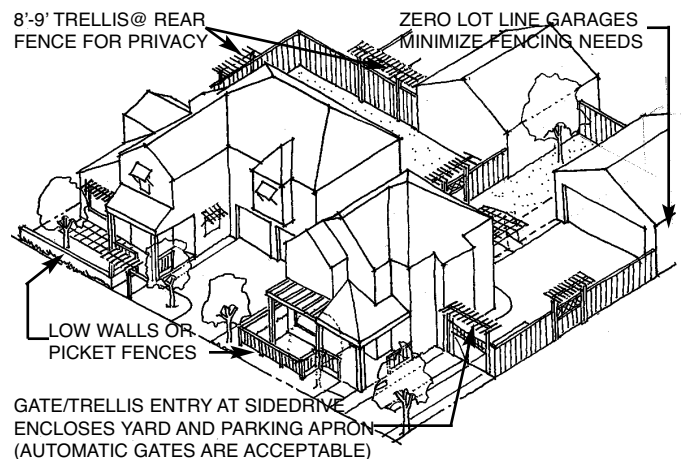 8'-9' TRELLIS@ REAR
FENCE FOR PRIVACY
ZERO LOT LINE GARAGES
MINIMIZE FENCING NEEDS
LOW WALLS OR
PICKET FENCES
GATE/TRELLIS ENTRY AT SIDEDRIVE
ENCLOSES YARD AND PARKING APRON
(AUTOMATIC GATES ARE ACCEPTABLE)